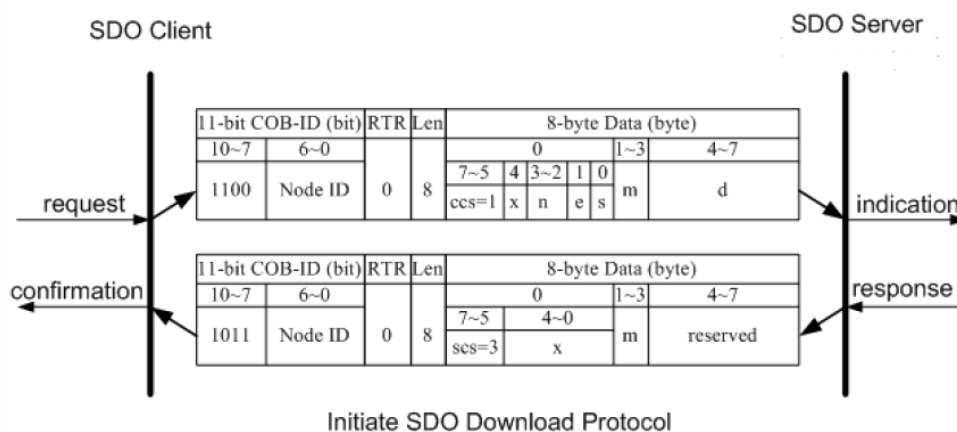 SDO Client
SDO Server
11-bit COB-ID (bit) RTR Len 8-byte Data (byte)
10~7 6~0 0 1~3 4~7
7~5 4 3~2 1 0
1100 Node ID 0 8 m d
ccs=1 x n e s
request
indication
11-bit COB-ID (bit) RTR Len 8-byte Data (byte)
10~7 6~0 0 1~3 4~7
7~5 4~0
1011 Node ID 0 8 m reserved
scs=3 x
confirmation
response
Initiate SDO Download Protocol